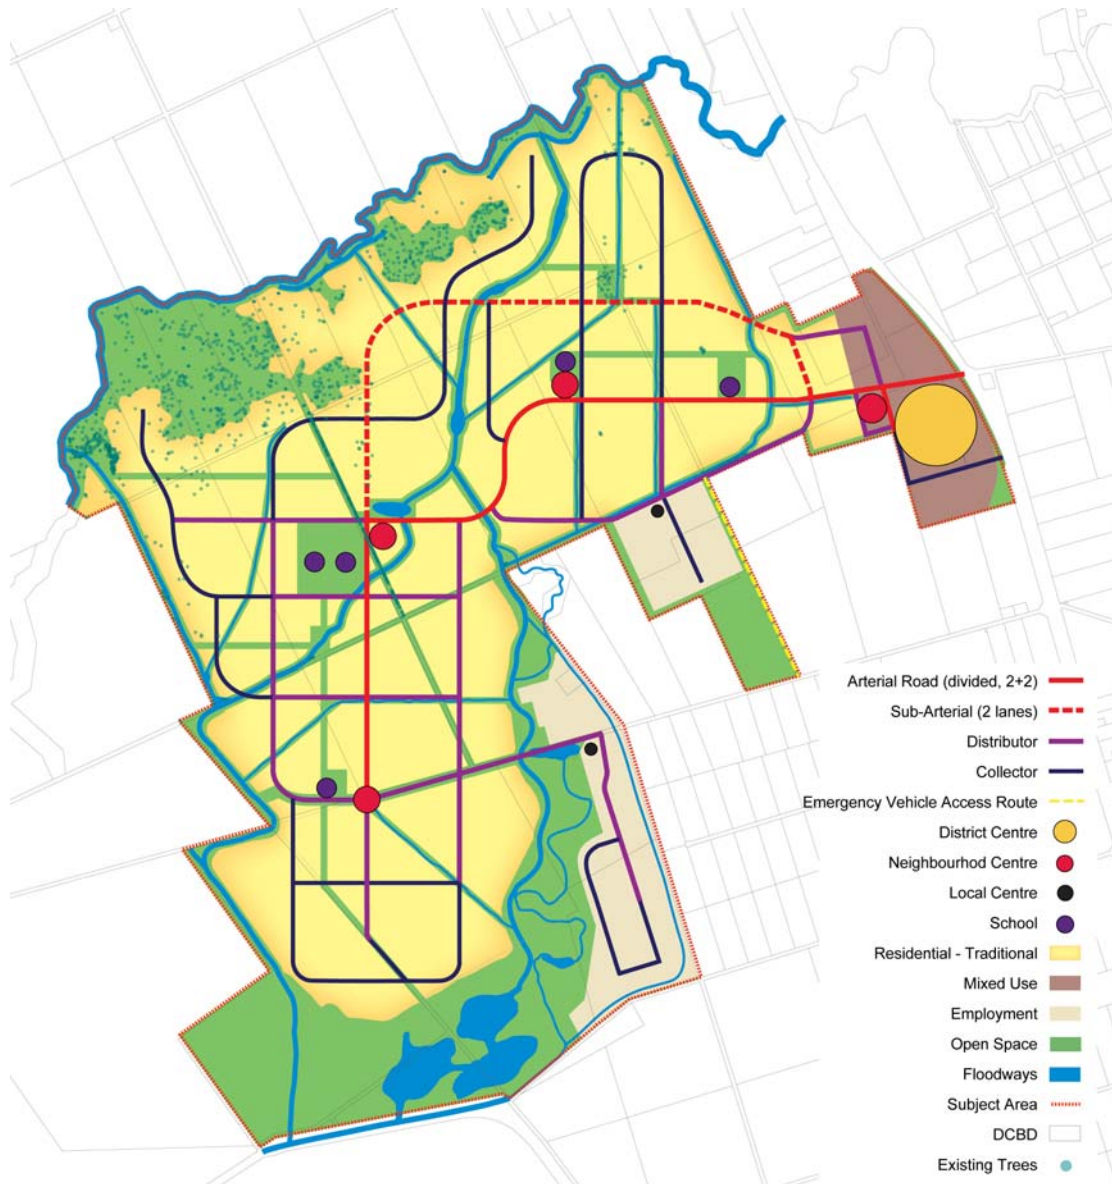 Arterial Road (divided, 2+2)
Sub-Arterial (2 lanes)
Distributor
Collector
Emergency Vehicle Access Route
District Centre
Neighbourhod Centre
Local Centre
School
Residential - Traditional
Mixed Use
Employment
Open Space
Floodways
Subject Area
DCBD
Existing Trees